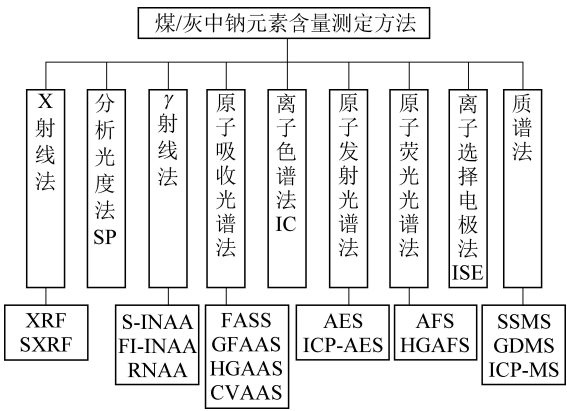 煤/灰中钠元素含量测定方法
X射线法
分析光度法SP
γ射线法
原子吸收光谱法
离子色谱法IC
原子发射光谱法
原子荧光光谱法
离子选择电极法ISE
质谱法
XRF
SXRF
S-INAA
FI-INAA
RNAA
FASS
GFAAS
HGAAS
CVAAS
AES
ICP-AES
AFS
HGAFS
SSMS
GDMS
ICP-MS